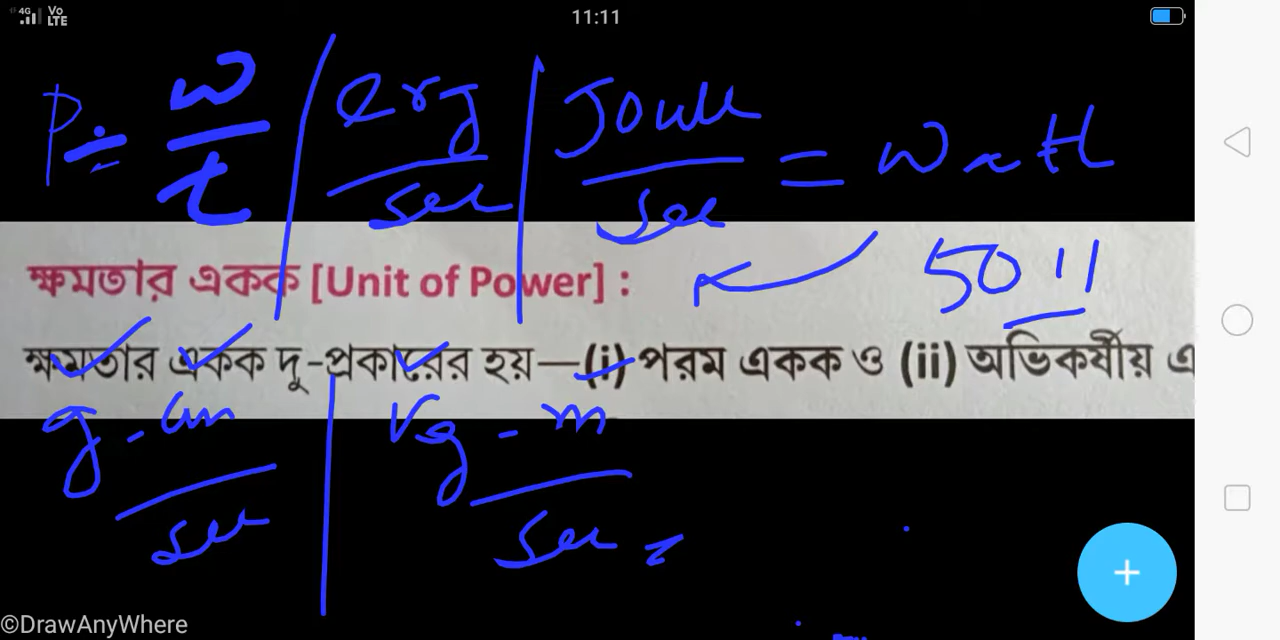 4G Vo LTE 11:11
P = W/t | erg/sec | Joule/sec = watt
50 "
ক্ষমতার একক [Unit of Power] :
ক্ষমতার একক দু-প্রকারের হয়—(i) পরম একক ও (ii) অভিকর্ষীয় এ
g-cm/sec | kg-m/sec =
©DrawAnyWhere